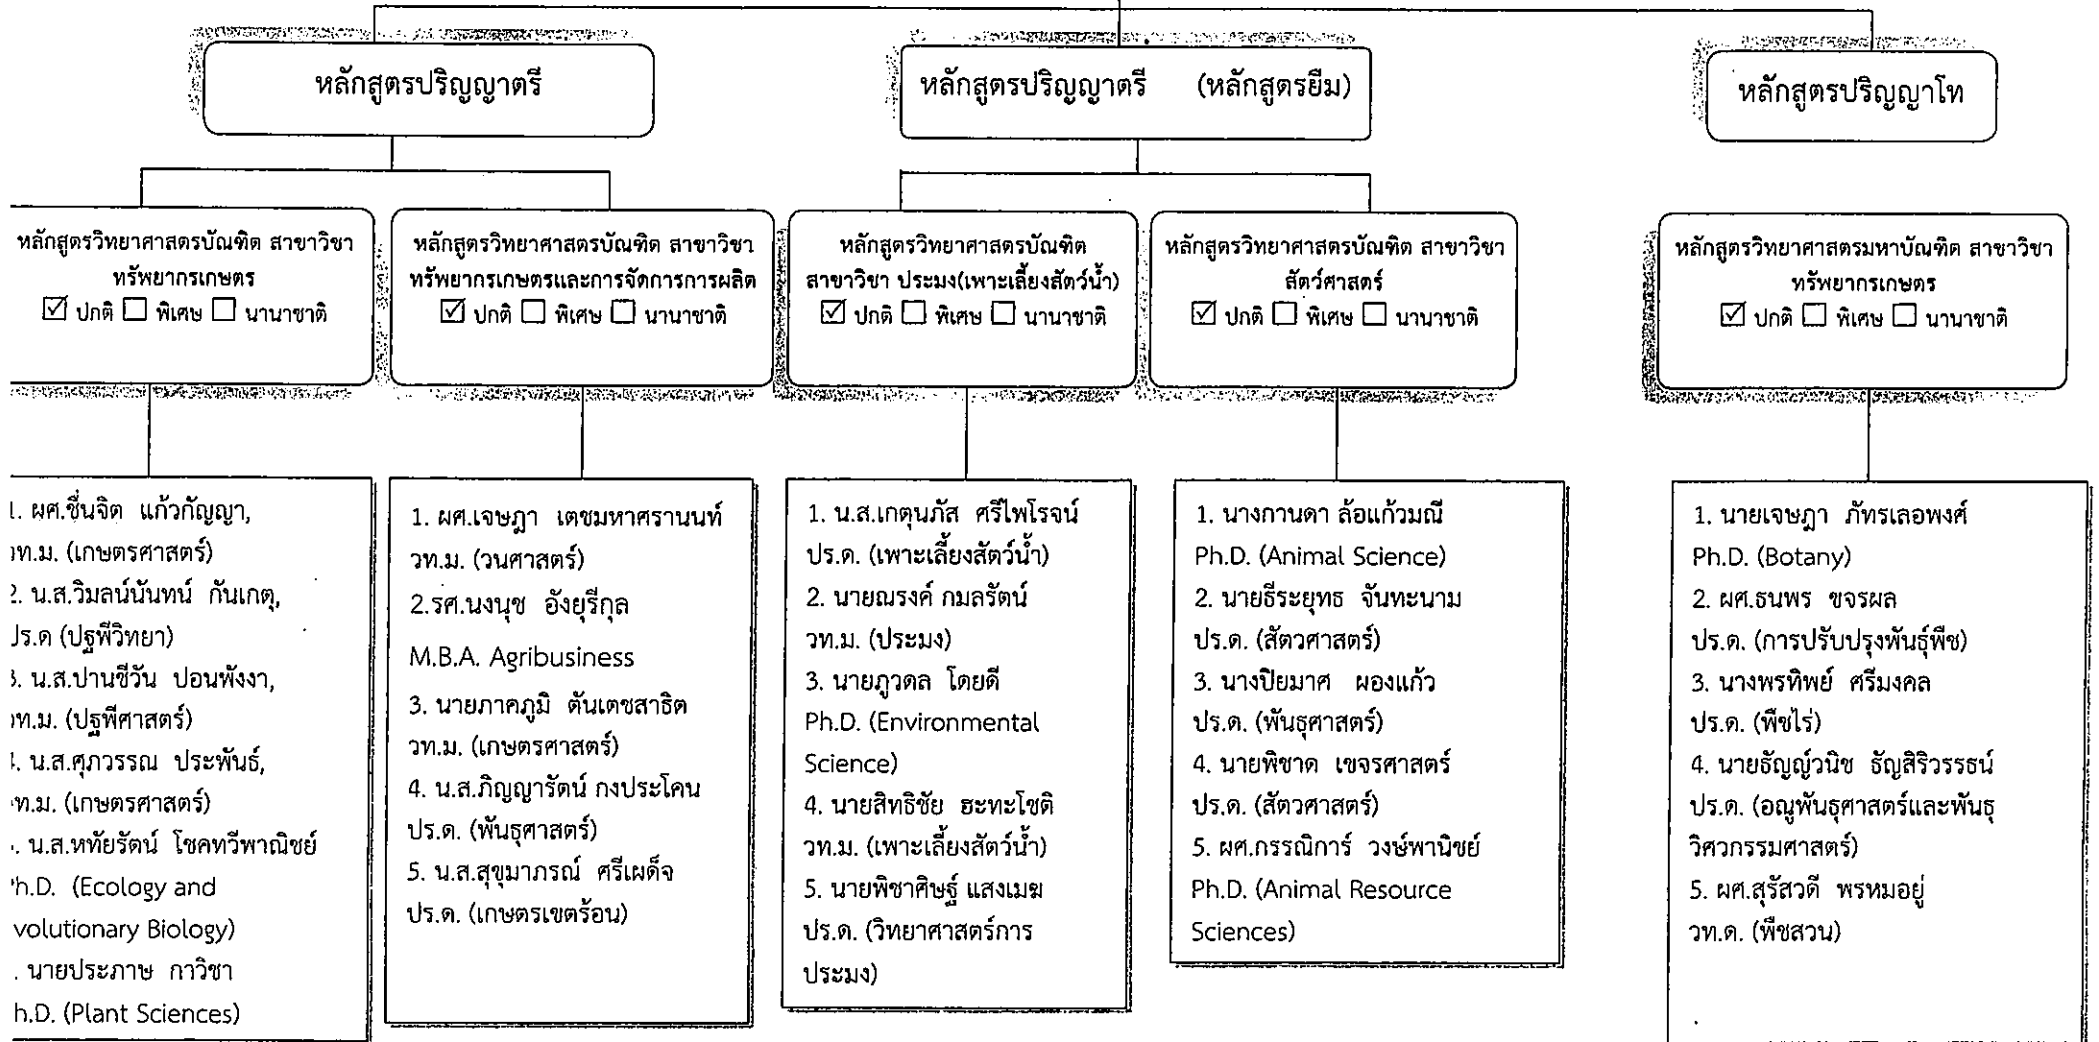 หลักสูตรปริญญาตรี
หลักสูตรปริญญาตรี (หลักสูตรยืม)
หลักสูตรปริญญาโท
หลักสูตรวิทยาศาสตรบัณฑิต สาขาวิชา
ทรัพยากรเกษตร
☑ ปกติ ☐ พิเศษ ☐ นานาชาติ
หลักสูตรวิทยาศาสตรบัณฑิต สาขาวิชา
ทรัพยากรเกษตรและการจัดการการผลิต
☑ ปกติ ☐ พิเศษ ☐ นานาชาติ
หลักสูตรวิทยาศาสตรบัณฑิต
สาขาวิชา ประมง(เพาะเลี้ยงสัตว์น้ำ)
☑ ปกติ ☐ พิเศษ ☐ นานาชาติ
หลักสูตรวิทยาศาสตรบัณฑิต สาขาวิชา
สัตว์ศาสตร์
☑ ปกติ ☐ พิเศษ ☐ นานาชาติ
หลักสูตรวิทยาศาสตรมหาบัณฑิต สาขาวิชา
ทรัพยากรเกษตร
☑ ปกติ ☐ พิเศษ ☐ นานาชาติ
1. ผศ.ชื่นจิต แก้วกัญญา,
วท.ม. (เกษตรศาสตร์)
2. น.ส.วิมลน์นันทน์ กันเกตุ,
ปร.ด (ปฐพีวิทยา)
3. น.ส.ปานชีวัน ปอนพังงา,
วท.ม. (ปฐพีศาสตร์)
4. น.ส.ศุภวรรณ ประพันธ์,
วท.ม. (เกษตรศาสตร์)
. น.ส.หทัยรัตน์ โชคทวีพาณิชย์
h.D. (Ecology and
volutionary Biology)
. นายประภาษ กาวิชา
h.D. (Plant Sciences)
1. ผศ.เจษฎา เตชมหาศรานนท์
วท.ม. (วนศาสตร์)
2.รศ.นงนุช อังยุรีกุล
M.B.A. Agribusiness
3. นายภาคภูมิ ตันเตชสาธิต
วท.ม. (เกษตรศาสตร์)
4. น.ส.ภิญญารัตน์ กงประโคน
ปร.ด. (พันธุศาสตร์)
5. น.ส.สุขุมาภรณ์ ศรีเผด็จ
ปร.ด. (เกษตรเขตร้อน)
1. น.ส.เกตุนภัส ศรีไพโรจน์
ปร.ด. (เพาะเลี้ยงสัตว์น้ำ)
2. นายณรงค์ กมลรัตน์
วท.ม. (ประมง)
3. นายภูวดล โดยดี
Ph.D. (Environmental
Science)
4. นายสิทธิชัย ฮะทะโชติ
วท.ม. (เพาะเลี้ยงสัตว์น้ำ)
5. นายพิชาศิษฐ์ แสงเมฆ
ปร.ด. (วิทยาศาสตร์การ
ประมง)
1. นางกานดา ล้อแก้วมณี
Ph.D. (Animal Science)
2. นายธีระยุทธ จันทะนาม
ปร.ด. (สัตวศาสตร์)
3. นางปิยมาศ ผองแก้ว
ปร.ด. (พันธุศาสตร์)
4. นายพิชาด เขจรศาสตร์
ปร.ด. (สัตวศาสตร์)
5. ผศ.กรรณิการ์ วงษ์พานิชย์
Ph.D. (Animal Resource
Sciences)
1. นายเจษฎา ภัทรเลอพงศ์
Ph.D. (Botany)
2. ผศ.ธนพร ขจรผล
ปร.ด. (การปรับปรุงพันธุ์พืช)
3. นางพรทิพย์ ศรีมงคล
ปร.ด. (พืชไร่)
4. นายธัญญ์วนิช ธัญสิริวรรธน์
ปร.ด. (อณูพันธุศาสตร์และพันธุ
วิศวกรรมศาสตร์)
5. ผศ.สุรัสวดี พรหมอยู่
วท.ด. (พืชสวน)